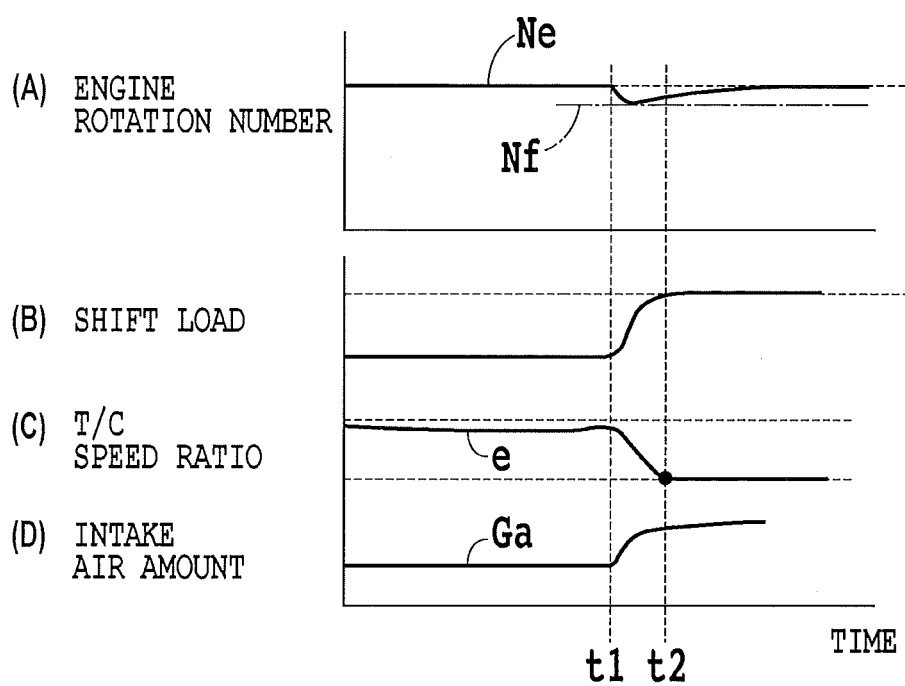 Ne
(A) ENGINE
ROTATION NUMBER
Nf
(B) SHIFT LOAD
(C) T/C
SPEED RATIO
e
(D) INTAKE
AIR AMOUNT
Ga
TIME
t1 t2